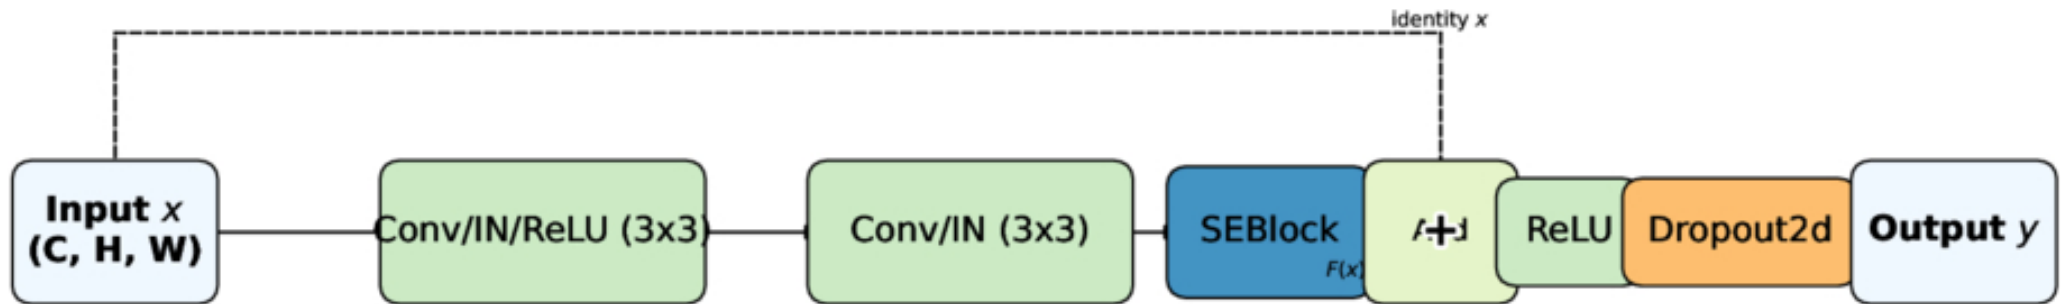 identity x
Input x
(C, H, W)
Conv/IN/ReLU (3x3)
Conv/IN (3x3)
SEBlock
F(x)
+
ReLU
Dropout2d
Output y